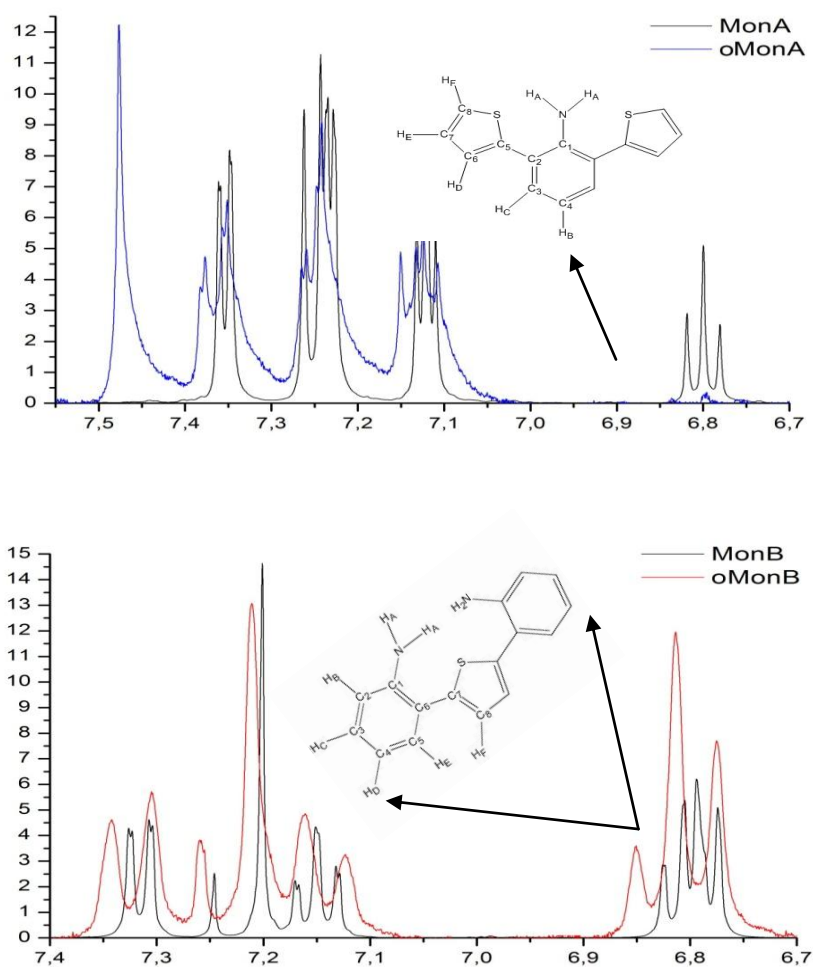 MonA
oMonA
12
11
10
9
8
7
6
5
4
3
2
1
0
7,5 7,4 7,3 7,2 7,1 7,0 6,9 6,8 6,7
HF
C8 S
HE C7
C6 C5
HD
HA HA
N
S
C1
C2
C3
C4
HC
HB
MonB
oMonB
15
14
13
12
11
10
9
8
7
6
5
4
3
2
1
0
7,4 7,3 7,2 7,1 7,0 6,9 6,8 6,7
H2N
HA
HA
N
S
HB
C1
C2
C7
C6
C8
C3
HC
C4 C5
HF
HE
HD